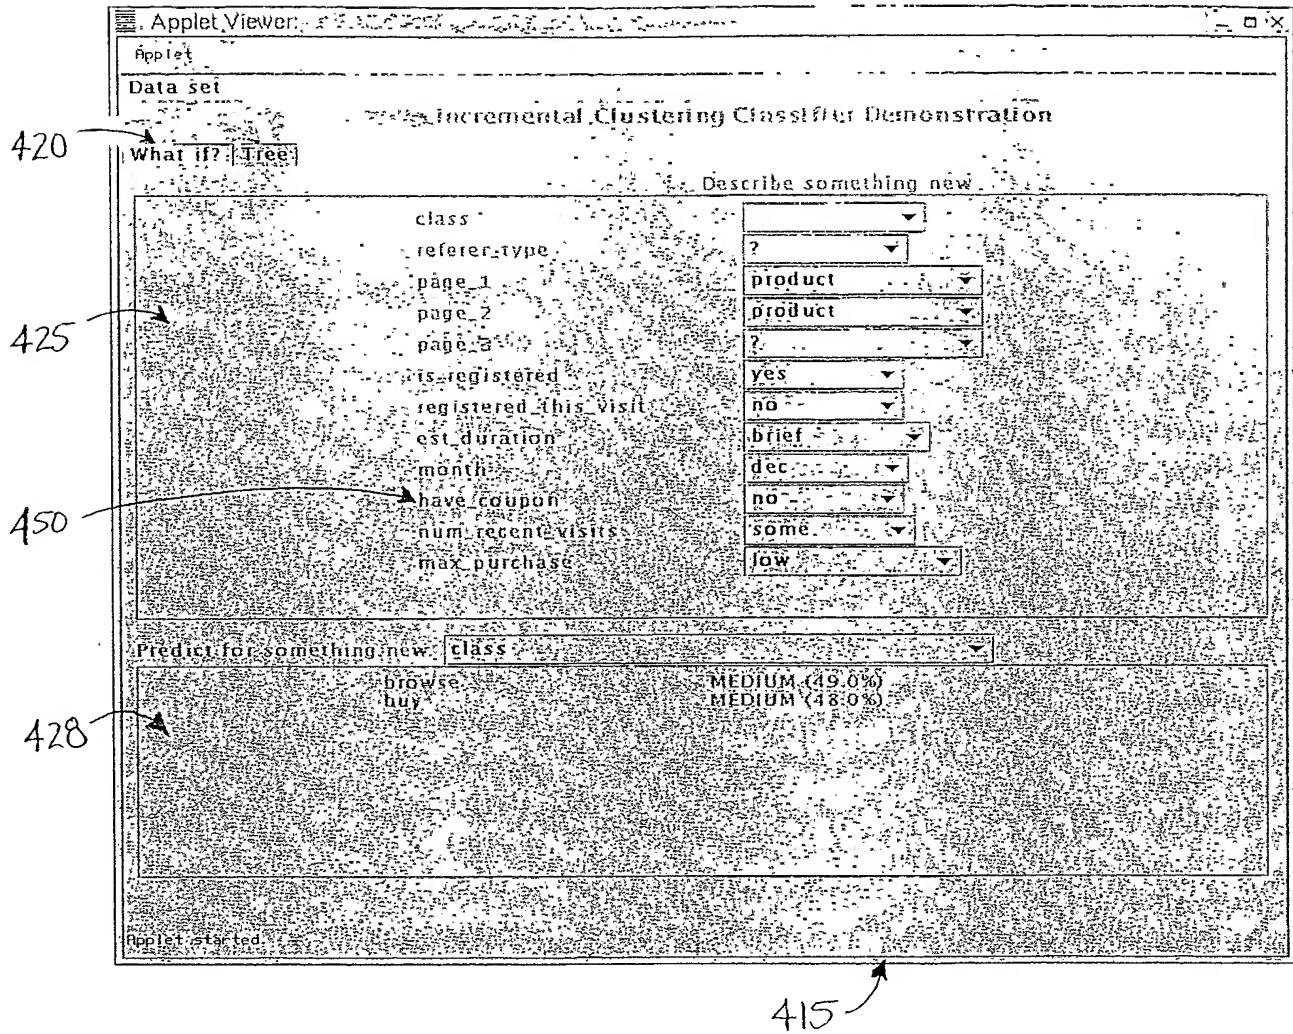 Applet Viewer:
Applet
Data set
Incremental Clustering Classifier Demonstration
420
What if? Tree
Describe something new
class
referer_type ?
page_1 product
425
page_2 product
page_3 ?
is_registered yes
registered_this_visit no
est_duration brief
month dec
450
have_coupon no
num_recent_visits some
max_purchase low
Predict for something new class
browse MEDIUM (49.0%)
buy MEDIUM (48.0%)
428
Applet started.
415